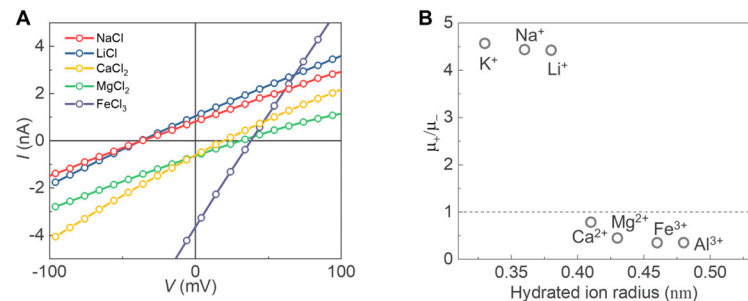 A
NaCl
LiCl
CaCl₂
MgCl₂
FeCl₃
I (nA)
4
2
0
-2
-4
-100
-50
0
50
100
V (mV)
B
μ₊/μ₋
5
4
3
2
1
0
K⁺
Na⁺
Li⁺
Ca²⁺
Mg²⁺
Fe³⁺
Al³⁺
0.35
0.40
0.45
0.50
Hydrated ion radius (nm)